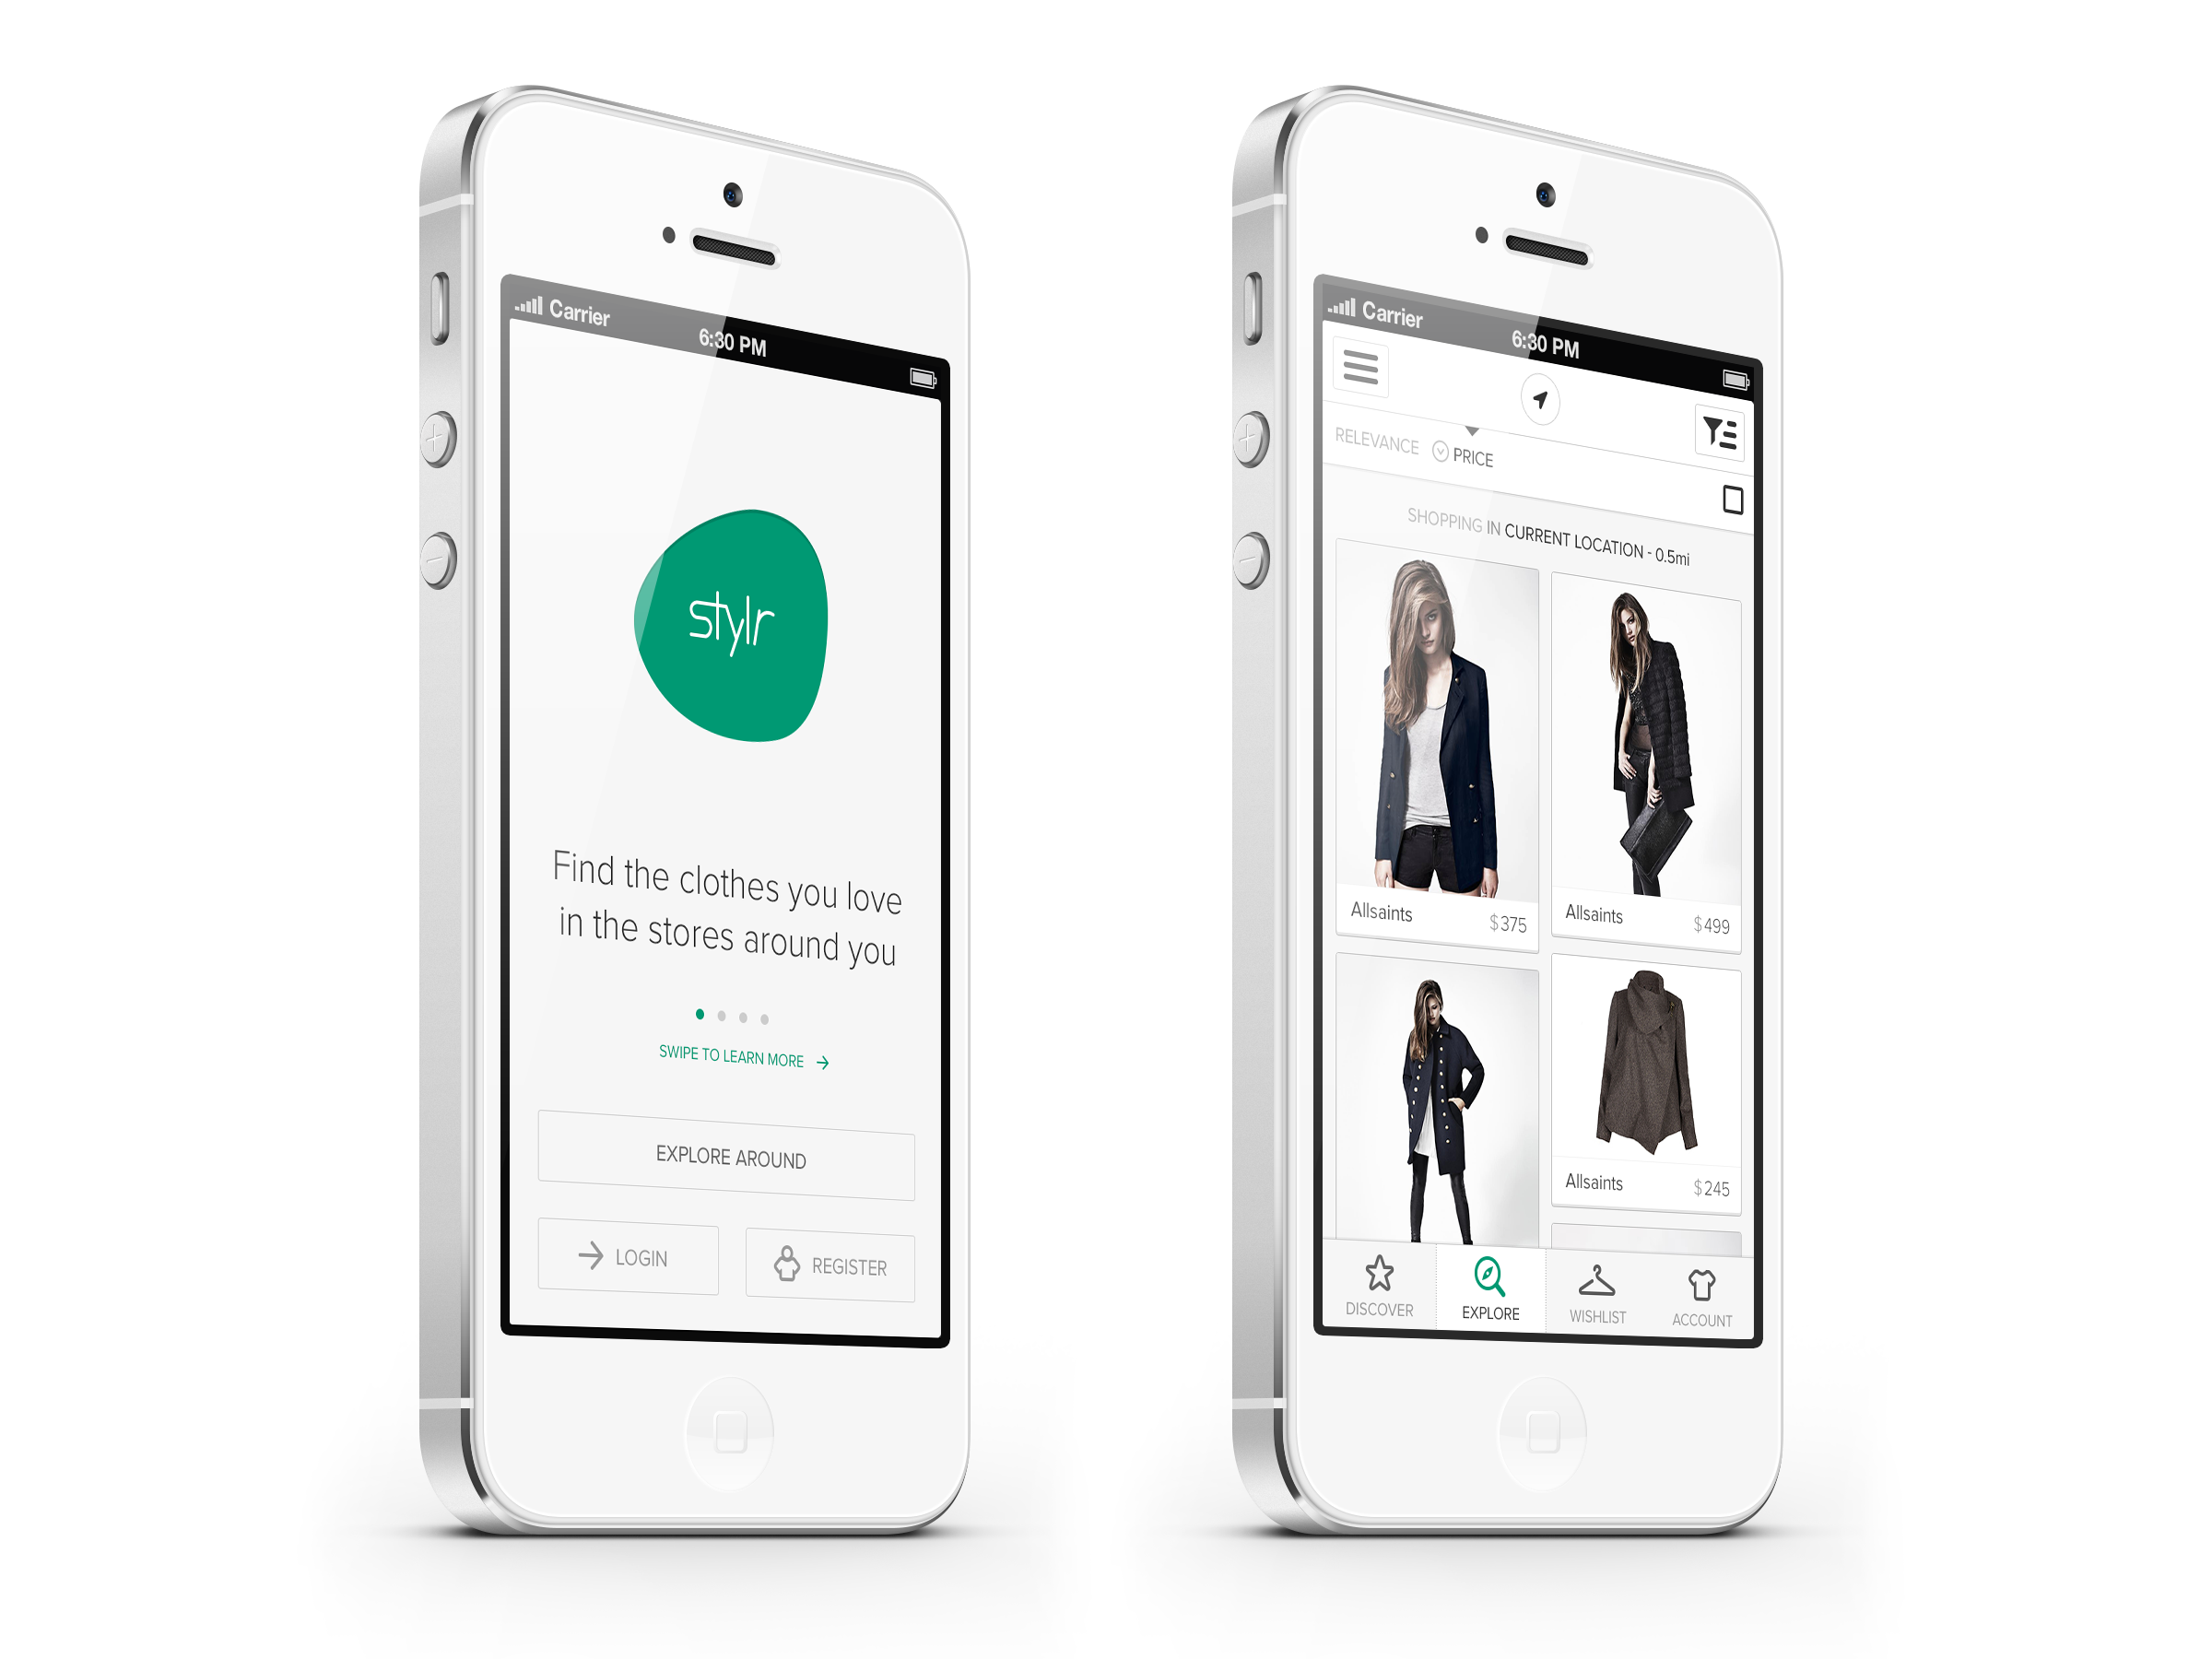 Carrier
6:30 PM
stylr
Find the clothes you love
in the stores around you
SWIPE TO LEARN MORE
EXPLORE AROUND
LOGIN
REGISTER
Carrier
6:30 PM
RELEVANCE PRICE
SHOPPING IN CURRENT LOCATION - 0.5mi
Allsaints $375
Allsaints $499
Allsaints $245
DISCOVER
EXPLORE
WISHLIST
ACCOUNT